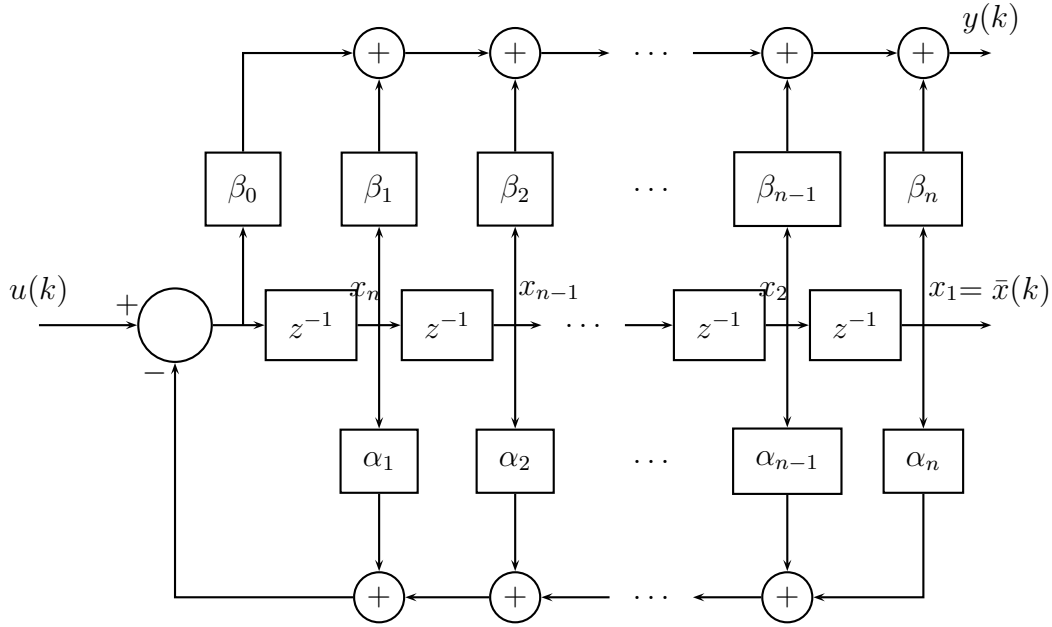 + + ⋯ + + y(k)
β₀ β₁ β₂ ⋯ βₙ₋₁ βₙ
u(k) + xₙ xₙ₋₁ x₂ x₁= x̄(k)
z⁻¹ z⁻¹ ⋯ z⁻¹ z⁻¹
−
α₁ α₂ ⋯ αₙ₋₁ αₙ
+ + ⋯ +